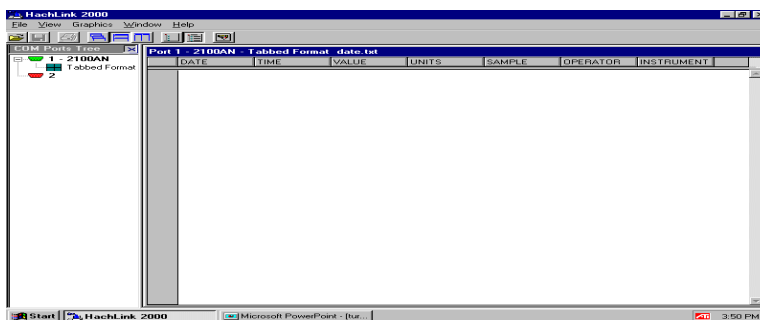 HachLink 2000
File View Graphics Window Help
COM Ports Tree
1 - 2100AN
Tabbed Format
2
Port 1 - 2100AN - Tabbed Format date.txt
DATE TIME VALUE UNITS SAMPLE OPERATOR INSTRUMENT
Start HachLink 2000 Microsoft PowerPoint - [tur... ATI 3:50 PM